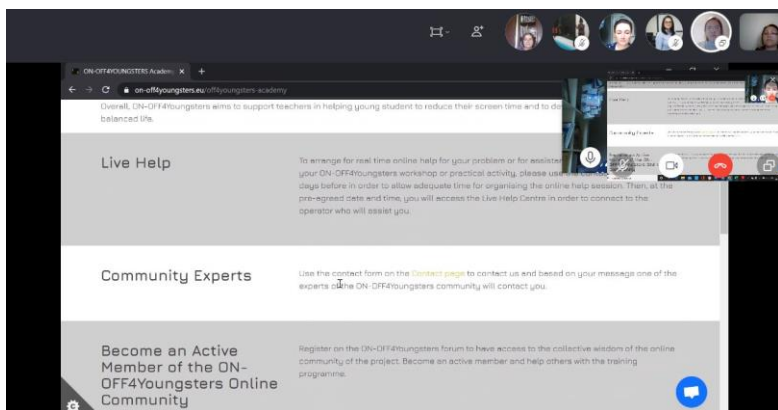 ON-OFF4YOUNGSTERS Academy
on-off4youngsters.eu/off4youngsters-academy
Overall, ON-OFF4Youngsters aims to support teachers in helping young student to reduce their screen time and to
balanced life.
Live Help
To arrange for real time online help for your problem or for
your ON-OFF4Youngsters workshop or practical activity, please use
days before in order to allow adequate time for organising the online help session. Then, at the
pre-agreed date and time, you will access the Live Help Centre in order to connect to the
operator who will assist you.
Community Experts
Use the contact form on the Contact page to contact us and based on your message one of the
experts of the ON-OFF4Youngsters community will contact you.
Become an Active
Member of the ON-
OFF4Youngsters Online
Community
Register on the ON-OFF4Youngsters forum to have access to the collective wisdom of the online
community of the project. Become an active member and help others with the training
programme.
Live Help
Community Experts